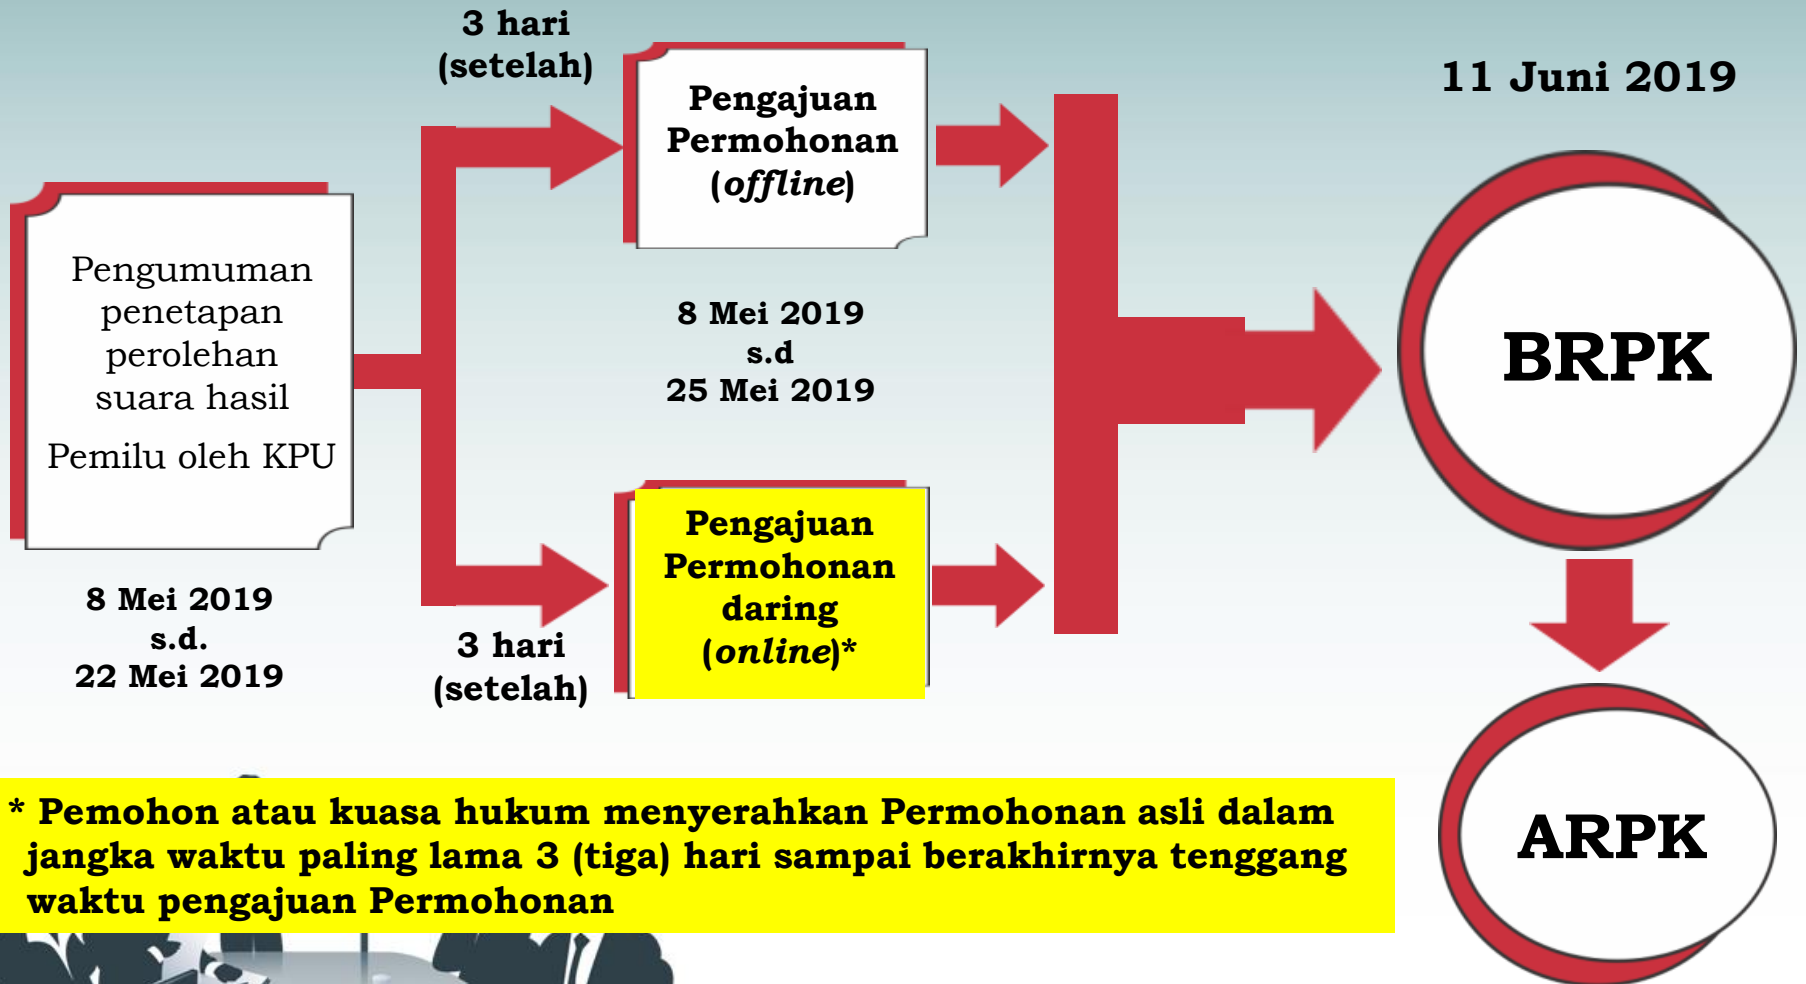 Pengumuman
penetapan
perolehan
suara hasil
Pemilu oleh KPU
8 Mei 2019
s.d.
22 Mei 2019
3 hari
(setelah)
Pengajuan
Permohonan
(offline)
8 Mei 2019
s.d
25 Mei 2019
3 hari
(setelah)
Pengajuan
Permohonan
daring
(online)*
11 Juni 2019
BRPK
ARPK
* Pemohon atau kuasa hukum menyerahkan Permohonan asli dalam
jangka waktu paling lama 3 (tiga) hari sampai berakhirnya tenggang
waktu pengajuan Permohonan